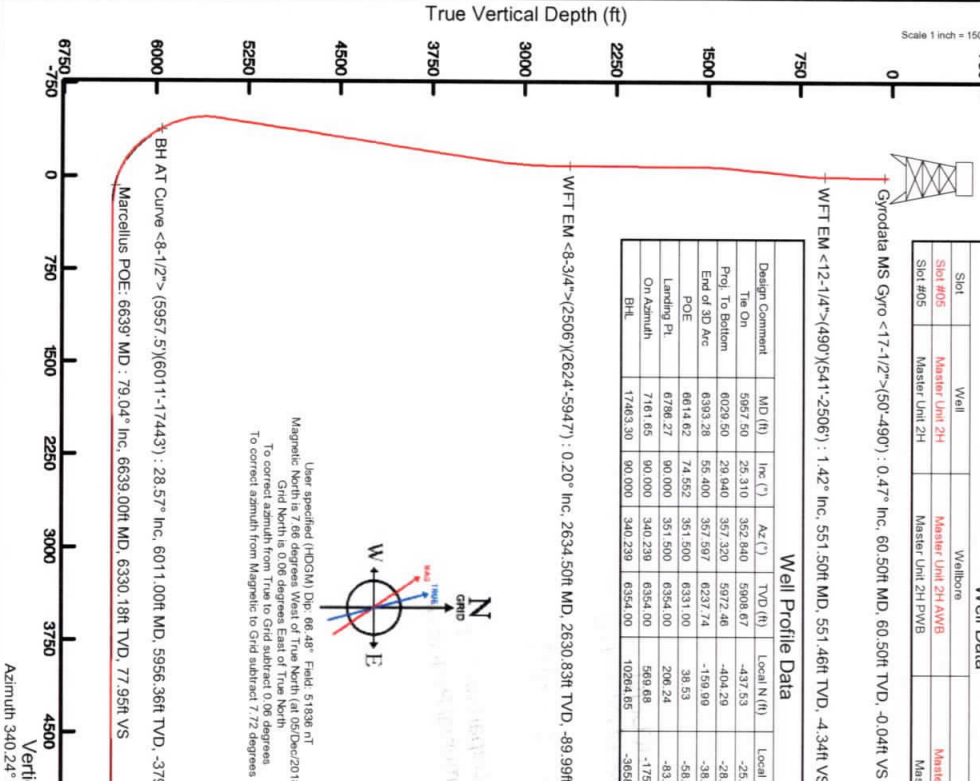 True Vertical Depth (ft)
Scale 1 inch = 150
6750
6000
5250
4500
3750
3000
2250
1500
750
0
-750
0
750
1500
2250
3000
3750
4500
Gyrodata MS Gyro <17-1/2">(50'-490') : 0.47° Inc, 60.50ft MD, 60.50ft TVD, -0.04ft VS
WFT EM <12-1/4">(490')(541'-2506') : 1.42° Inc, 551.50ft MD, 551.46ft TVD, -4.34ft V
WFT EM <8-3/4">(2506')(2624'-5947') : 0.20° Inc, 2634.50ft MD, 2630.83ft TVD, -89.99ft
BH AT Curve <8-1/2"> (5957.5')(6011'-17443') : 28.57° Inc, 6011.00ft MD, 5956.36ft TVD, -379
Marcellus POE: 6639' MD : 79.04° Inc, 6639.00ft MD, 6330.18ft TVD, 77.95ft VS
Slot Well Wellbore
Slot #05 Master Unit 2H Master Unit 2H AWB Maste
Slot #05 Master Unit 2H Master Unit 2H PWB Mas
Well Profile Data
Design Comment MD (ft) Inc (°) Az (°) TVD (ft) Local N (ft) Local
Tie On 5957.50 25.310 352.840 5908.67 -437.53 -25.
Proj. To Bottom 6029.50 29.940 357.320 5972.46 -404.29 -28.
End of 3D Arc 6393.28 55.400 357.597 6237.74 -159.99 -38.
POE 6614.62 74.552 351.500 6331.00 38.53 -58.
Landing Pt. 6786.27 90.000 351.500 6354.00 206.24 -83.
On Azimuth 7161.65 90.000 340.239 6354.00 569.68 -175
BHL 17463.30 90.000 340.239 6354.00 10264.65 -3658
N
GRID
TRUE
MAG
W
E
User specified (HDGM) Dip: 66.48° Field: 51836 nT
Magnetic North is 7.66 degrees West of True North (at 05/Dec/201
Grid North is 0.06 degrees East of True North
To correct azimuth from True to Grid subtract 0.06 degrees
To correct azimuth from Magnetic to Grid subtract 7.72 degrees
Verti
Azimuth 340.24°